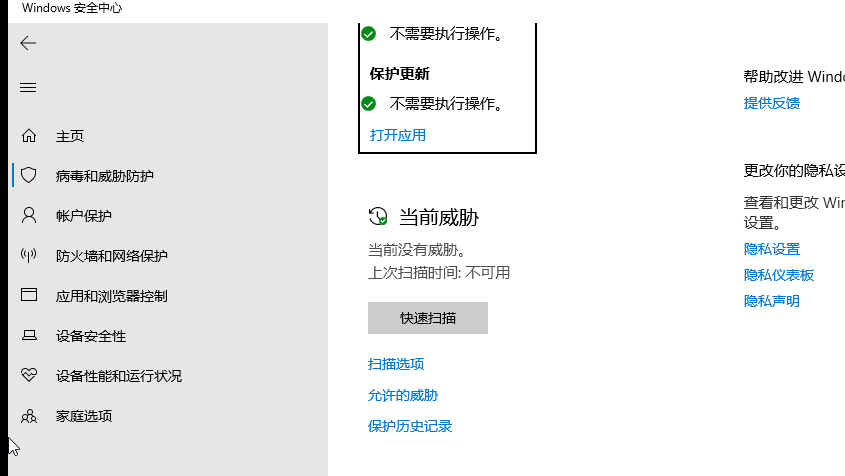 Windows 安全中心
主页
病毒和威胁防护
帐户保护
防火墙和网络保护
应用和浏览器控制
设备安全性
设备性能和运行状况
家庭选项
不需要执行操作。
保护更新
不需要执行操作。
打开应用
当前威胁
当前没有威胁。
上次扫描时间: 不可用
快速扫描
扫描选项
允许的威胁
保护历史记录
帮助改进 Windo
提供反馈
更改你的隐私设
查看和更改 Win
设置。
隐私设置
隐私仪表板
隐私声明